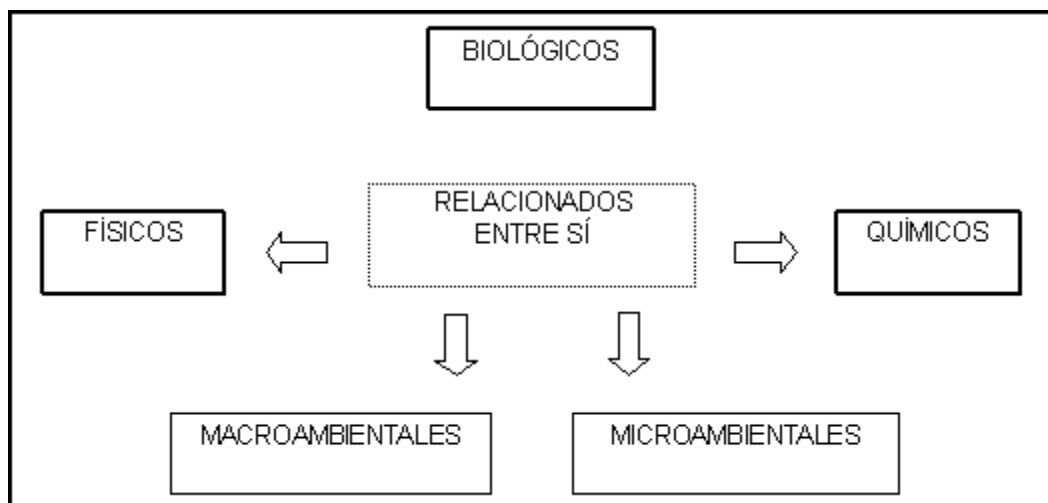 BIOLÓGICOS
RELACIONADOS
ENTRE SÍ
FÍSICOS
QUÍMICOS
MACROAMBIENTALES
MICROAMBIENTALES